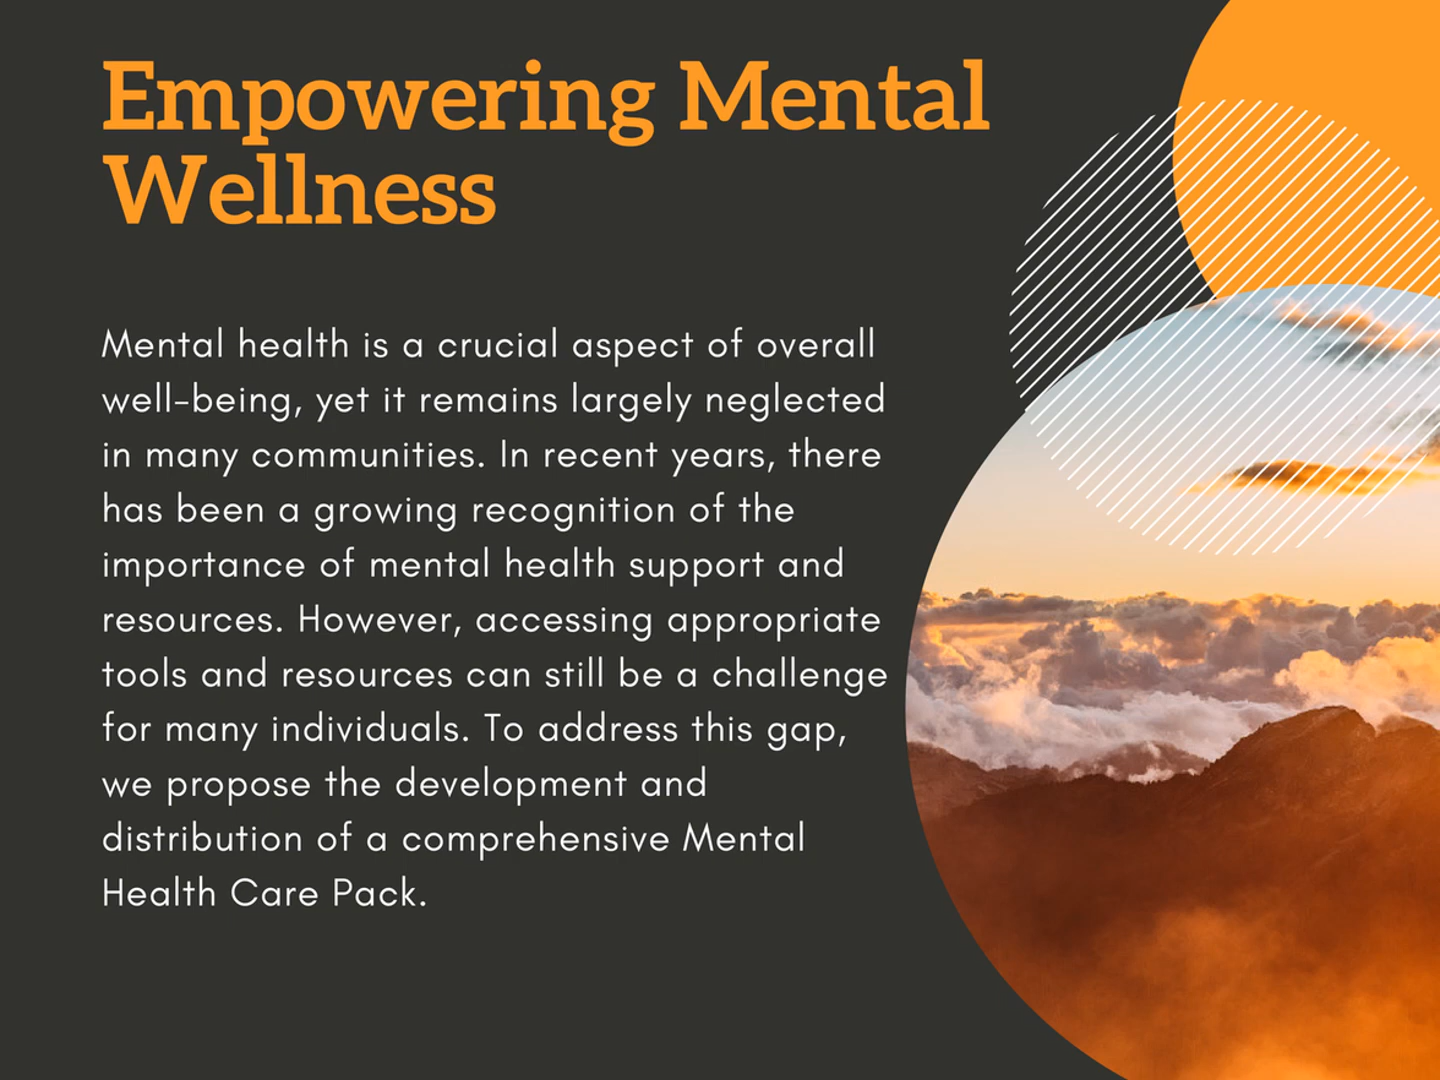 Empowering Mental
Wellness
Mental health is a crucial aspect of overall
well-being, yet it remains largely neglected
in many communities. In recent years, there
has been a growing recognition of the
importance of mental health support and
resources. However, accessing appropriate
tools and resources can still be a challenge
for many individuals. To address this gap,
we propose the development and
distribution of a comprehensive Mental
Health Care Pack.